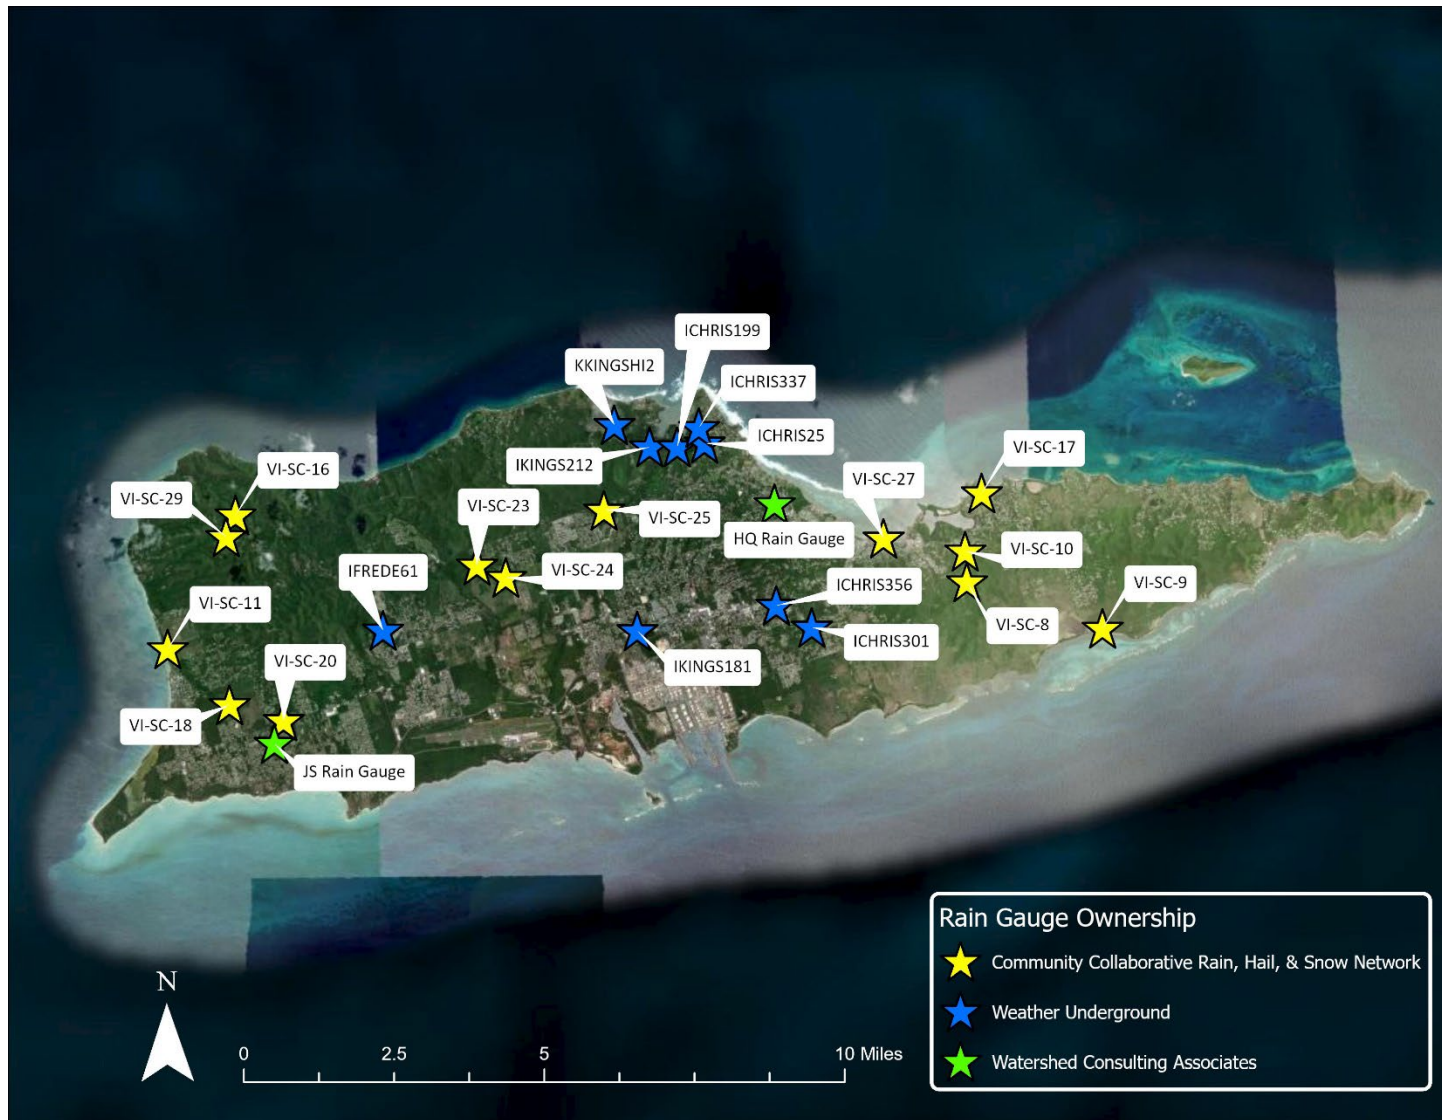 ICHRIS199
KKINGSHI2
ICHRIS337
ICHRIS25
IKINGS212
VI-SC-16
VI-SC-17
VI-SC-29
VI-SC-27
VI-SC-23
VI-SC-25
HQ Rain Gauge
VI-SC-10
IFREDE61
VI-SC-24
ICHRIS356
VI-SC-9
VI-SC-11
VI-SC-8
ICHRIS301
VI-SC-20
IKINGS181
VI-SC-18
JS Rain Gauge
Rain Gauge Ownership
Community Collaborative Rain, Hail, & Snow Network
Weather Underground
Watershed Consulting Associates
N
0 2.5 5 10 Miles